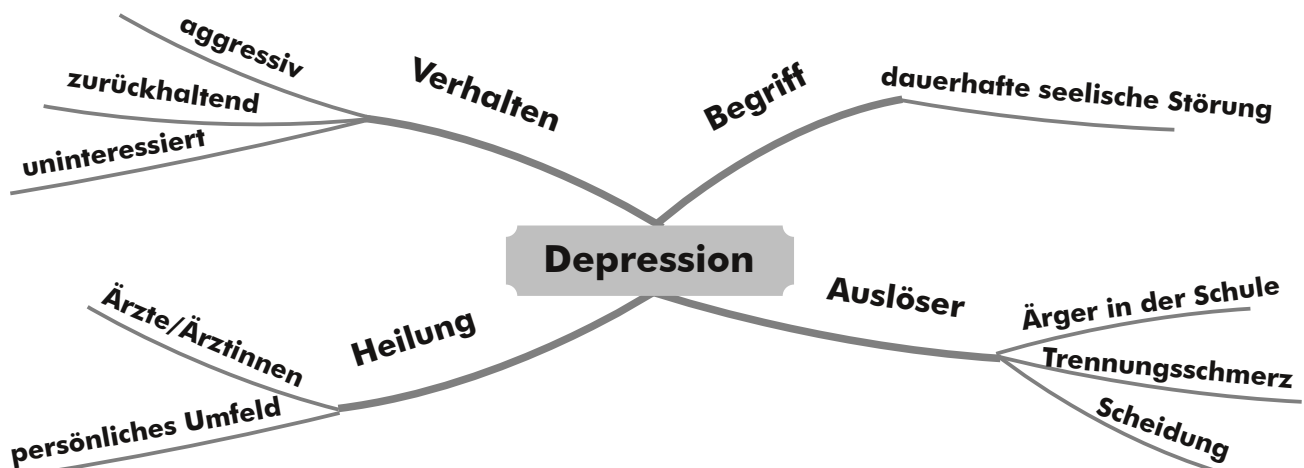 Depression
Verhalten
aggressiv
zurückhaltend
uninteressiert
Begriff
dauerhafte seelische Störung
Heilung
Ärzte/Ärztinnen
persönliches Umfeld
Auslöser
Ärger in der Schule
Trennungsschmerz
Scheidung